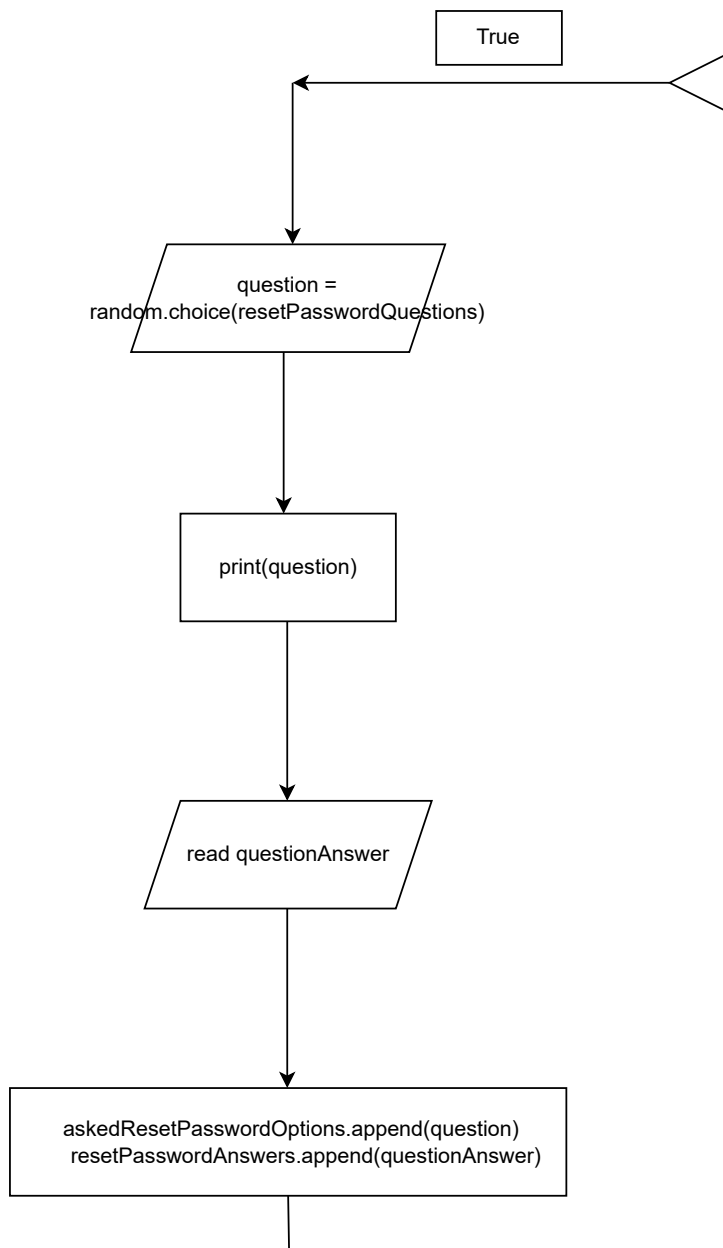 True
question =
random.choice(resetPasswordQuestions)
print(question)
read questionAnswer
askedResetPasswordOptions.append(question)
resetPasswordAnswers.append(questionAnswer)